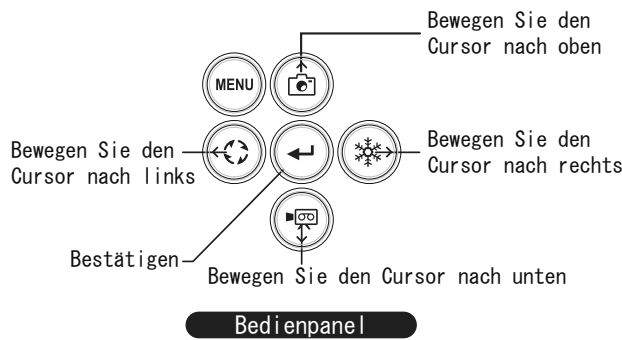 Bewegen Sie den
Cursor nach oben
MENU
Bewegen Sie den
Cursor nach links
Bewegen Sie den
Cursor nach rechts
Bestätigen
Bewegen Sie den Cursor nach unten
Bedienpanel